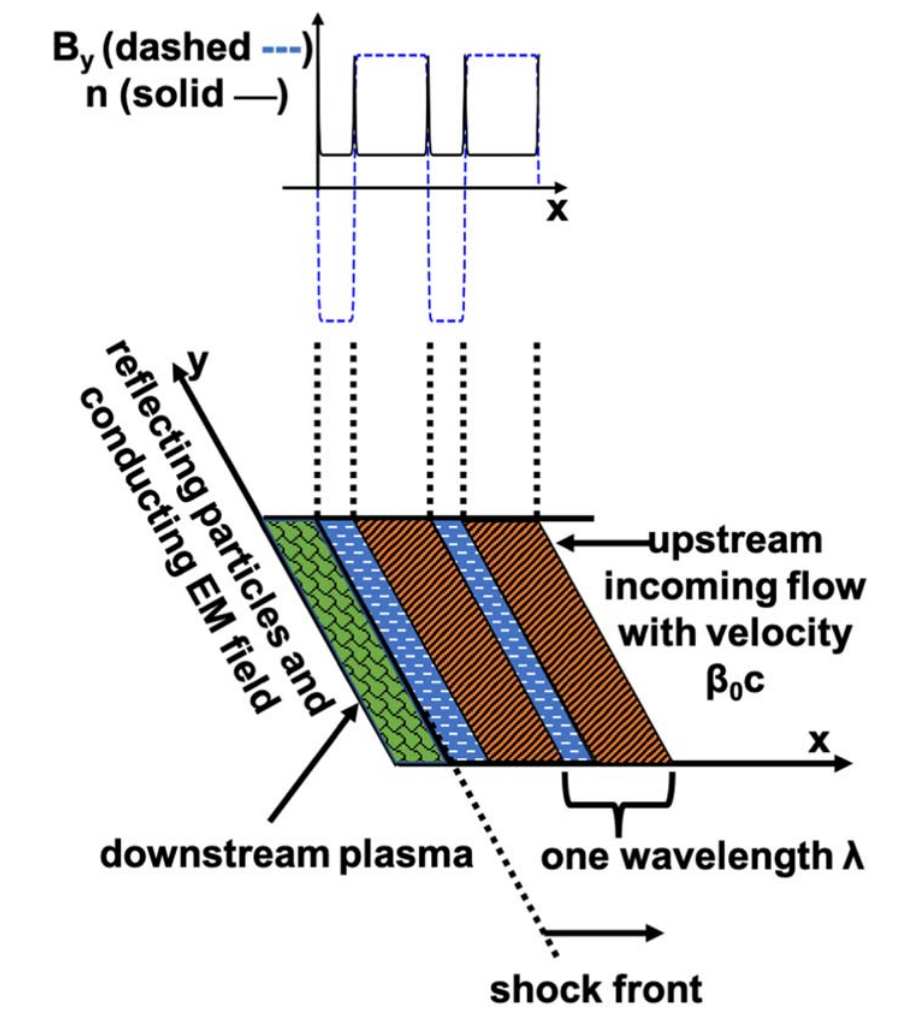 By (dashed ---)
n (solid —)
x
y
reflecting particles and
conducting EM field
upstream
incoming flow
with velocity
β₀c
x
downstream plasma
one wavelength λ
shock front